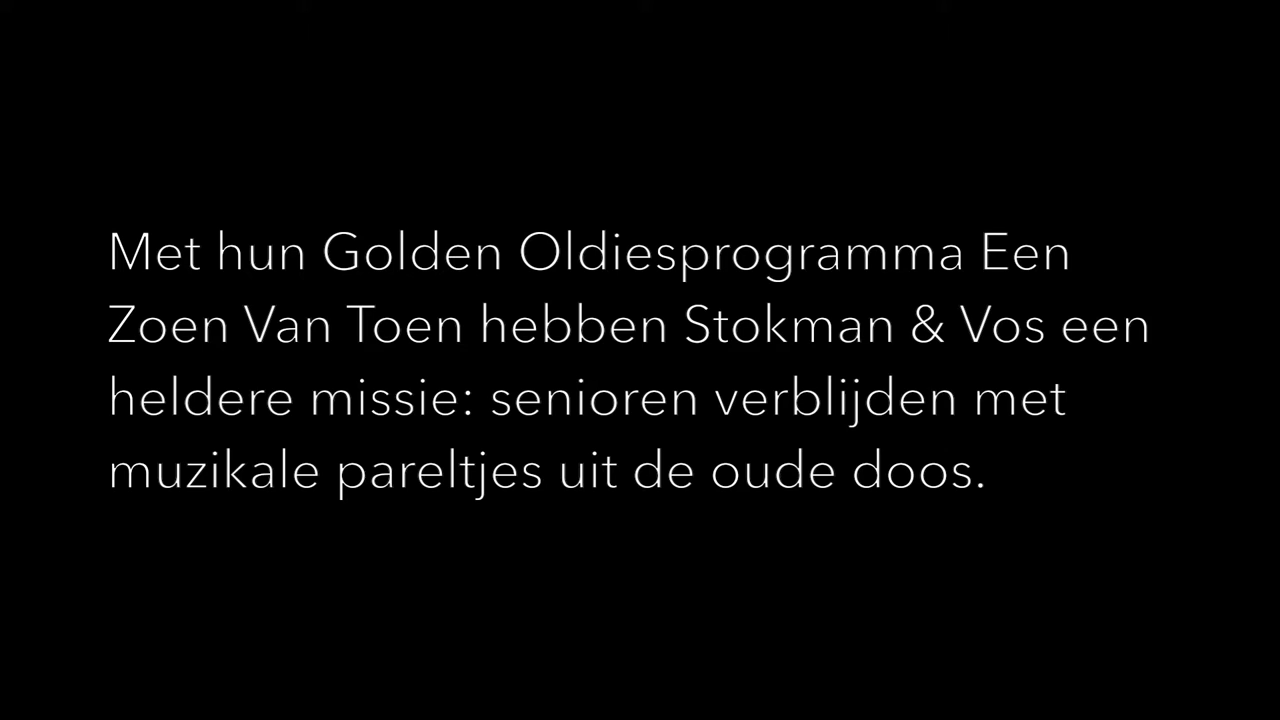 Met hun Golden Oldiesprogramma Een
Zoen Van Toen hebben Stokman & Vos een
heldere missie: senioren verblijden met
muzikale pareltjes uit de oude doos.